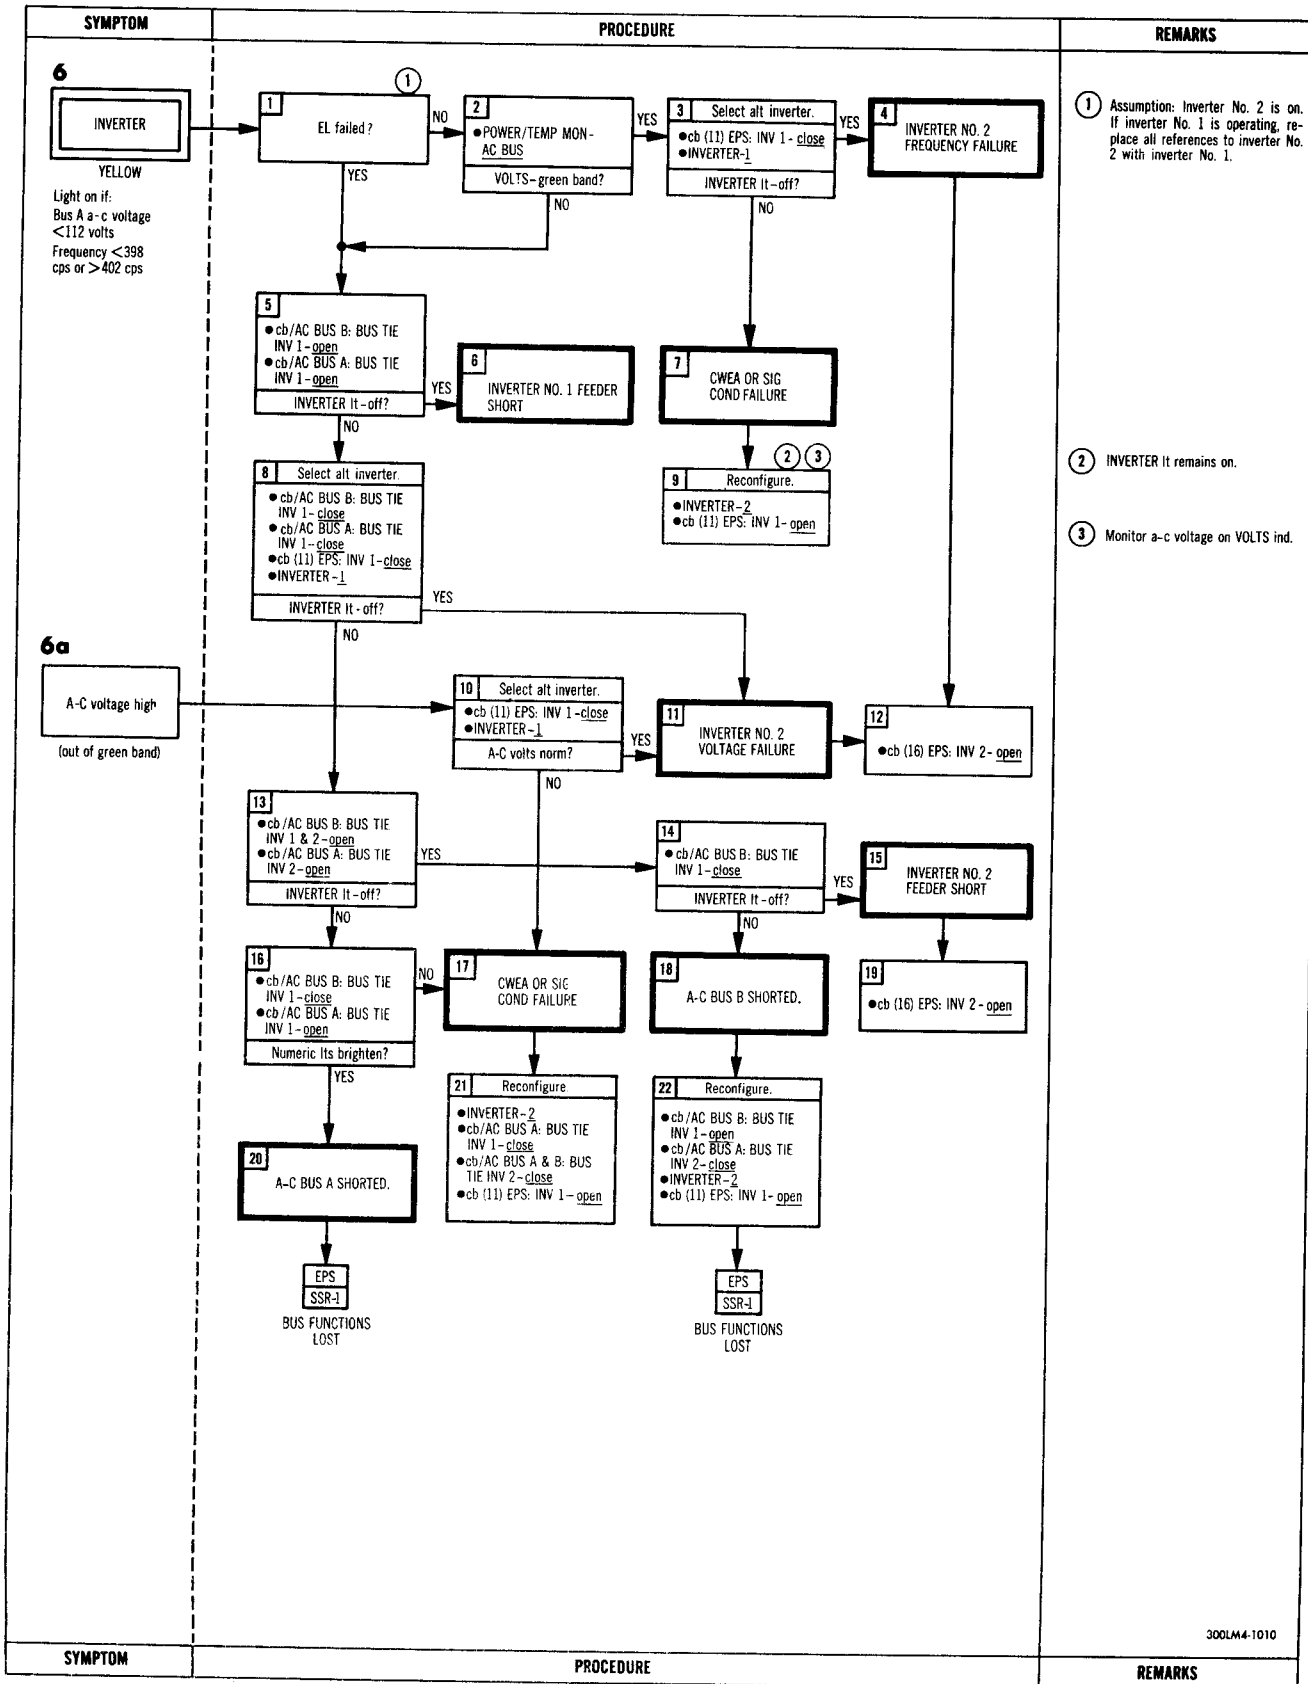 SYMPTOM
PROCEDURE
REMARKS
6
INVERTER
YELLOW
Light on if:
Bus A a-c voltage
<112 volts
Frequency <398
cps or >402 cps
1
1
EL failed?
NO
YES
2
●POWER/TEMP MON-
AC BUS
VOLTS-green band?
YES
NO
3
Select alt inverter.
●cb (11) EPS: INV 1-close
●INVERTER-1
INVERTER lt-off?
YES
NO
4
INVERTER NO. 2
FREQUENCY FAILURE
1
Assumption: Inverter No. 2 is on.
If inverter No. 1 is operating, re-
place all references to inverter No.
2 with inverter No. 1.
5
●cb/AC BUS B: BUS TIE
INV 1-open
●cb/AC BUS A: BUS TIE
INV 1-open
INVERTER lt-off?
YES
NO
6
INVERTER NO. 1 FEEDER
SHORT
7
CWEA OR SIG
COND FAILURE
8
Select alt inverter.
●cb/AC BUS B: BUS TIE
INV 1-close
●cb/AC BUS A: BUS TIE
INV 1-close
●cb (11) EPS: INV 1-close
●INVERTER-1
INVERTER lt-off?
YES
NO
2
3
9
Reconfigure.
●INVERTER-2
●cb (11) EPS: INV 1-open
2
INVERTER lt remains on.
3
Monitor a-c voltage on VOLTS ind.
6a
A-C voltage high
(out of green band)
10
Select alt inverter.
●cb (11) EPS: INV 1-close
●INVERTER-1
A-C volts norm?
YES
NO
11
INVERTER NO. 2
VOLTAGE FAILURE
12
●cb (16) EPS: INV 2-open
13
●cb/AC BUS B: BUS TIE
INV 1 & 2-open
●cb/AC BUS A: BUS TIE
INV 2-open
INVERTER lt-off?
YES
NO
14
●cb/AC BUS B: BUS TIE
INV 1-close
INVERTER lt-off?
YES
NO
15
INVERTER NO. 2
FEEDER SHORT
16
●cb/AC BUS B: BUS TIE
INV 1-close
●cb/AC BUS A: BUS TIE
INV 1-open
Numeric lts brighten?
NO
YES
17
CWEA OR SIG
COND FAILURE
18
A-C BUS B SHORTED.
19
●cb (16) EPS: INV 2-open
20
A-C BUS A SHORTED.
21
Reconfigure.
●INVERTER-2
●cb/AC BUS A: BUS TIE
INV 1-close
●cb/AC BUS A & B: BUS
TIE INV 2-close
●cb (11) EPS: INV 1-open
22
Reconfigure.
●cb/AC BUS B: BUS TIE
INV 1-open
●cb/AC BUS A: BUS TIE
INV 2-close
●INVERTER-2
●cb (11) EPS: INV 1-open
EPS
SSR-1
BUS FUNCTIONS
LOST
EPS
SSR-1
BUS FUNCTIONS
LOST
300LM4-1010
SYMPTOM
PROCEDURE
REMARKS